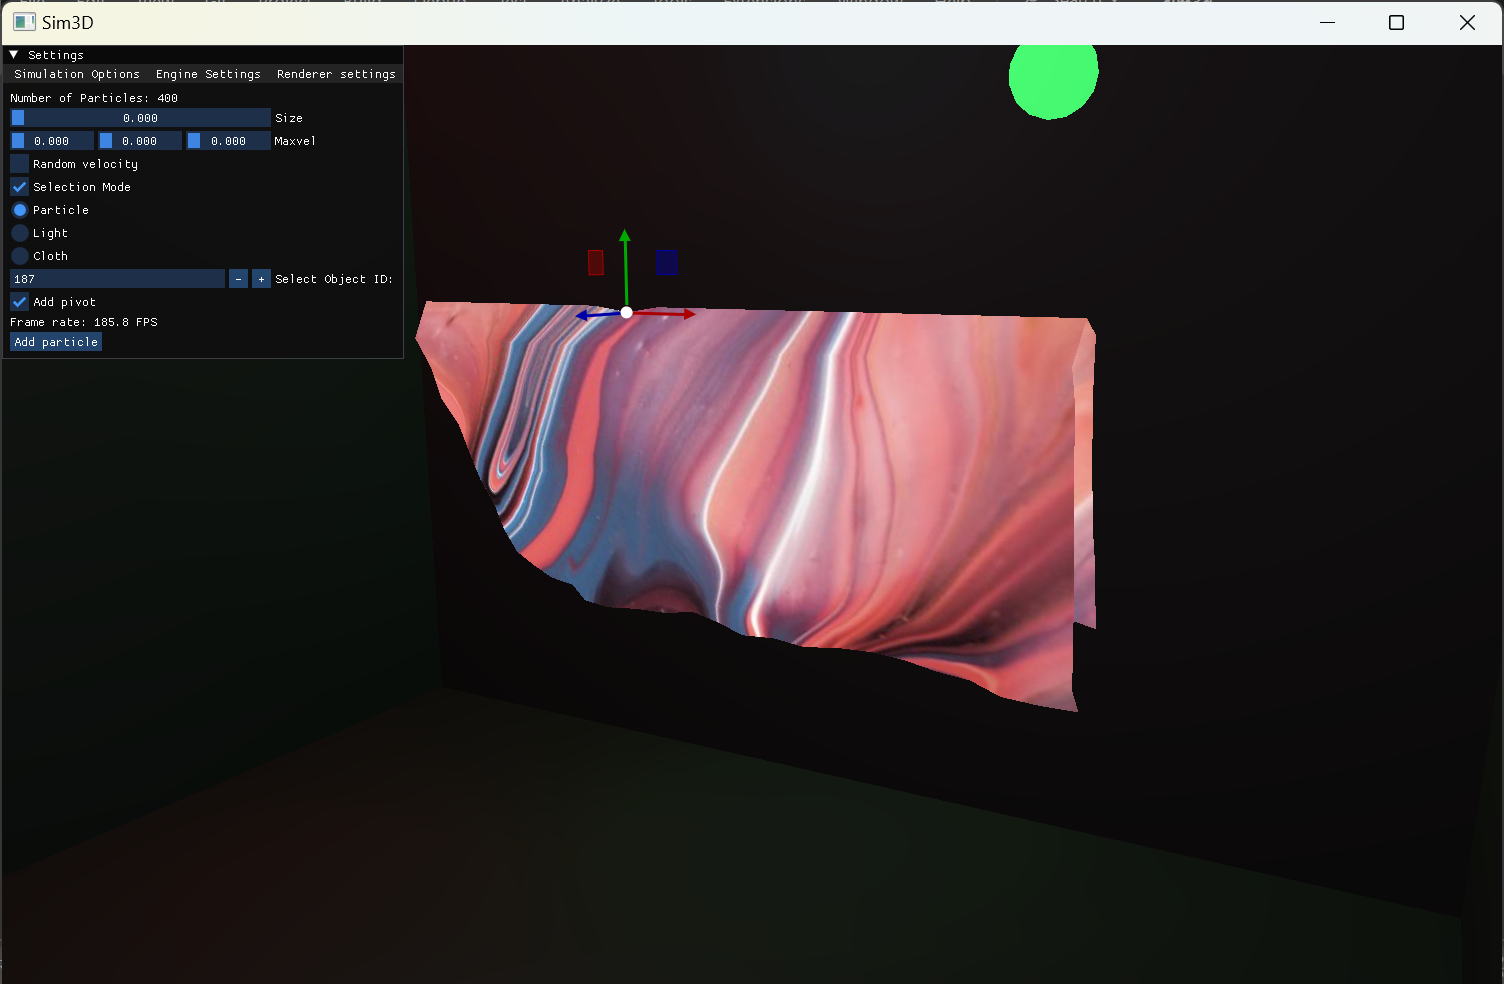 Sim3D
Settings
Simulation Options Engine Settings Renderer settings
Number of Particles: 400
0.000 Size
0.000 0.000 0.000 Maxvel
Random velocity
Selection Mode
Particle
Light
Cloth
187 - + Select Object ID:
Add pivot
Frame rate: 185.8 FPS
Add particle